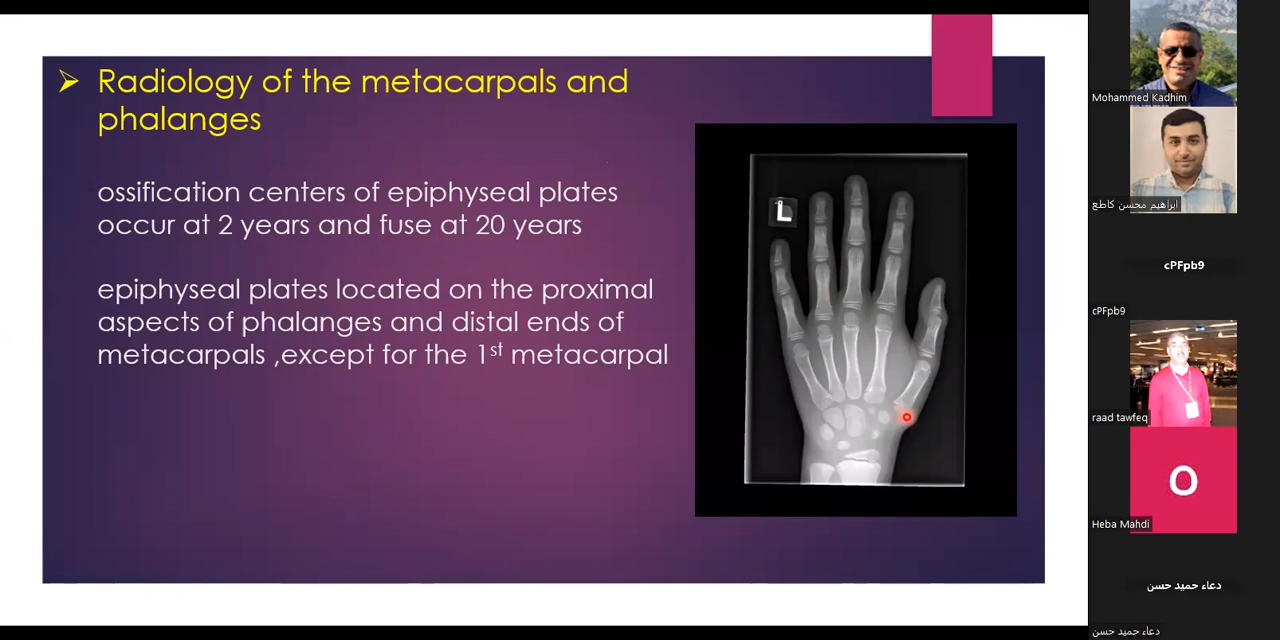 Radiology of the metacarpals and
phalanges
ossification centers of epiphyseal plates
occur at 2 years and fuse at 20 years
epiphyseal plates located on the proximal
aspects of phalanges and distal ends of
metacarpals ,except for the 1st metacarpal
L
Mohammed Kadhim
ابراهيم محسن كاطع
cPFpb9
cPFpb9
raad tawfeq
O
Heba Mahdi
دعاء حميد حسن
دعاء حميد حسن